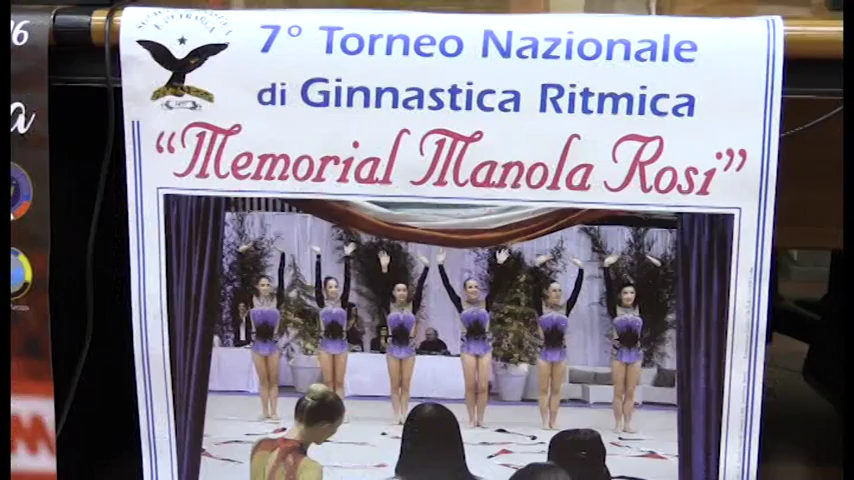 7° Torneo Nazionale
di Ginnastica Ritmica
"Memorial Manola Rosi"